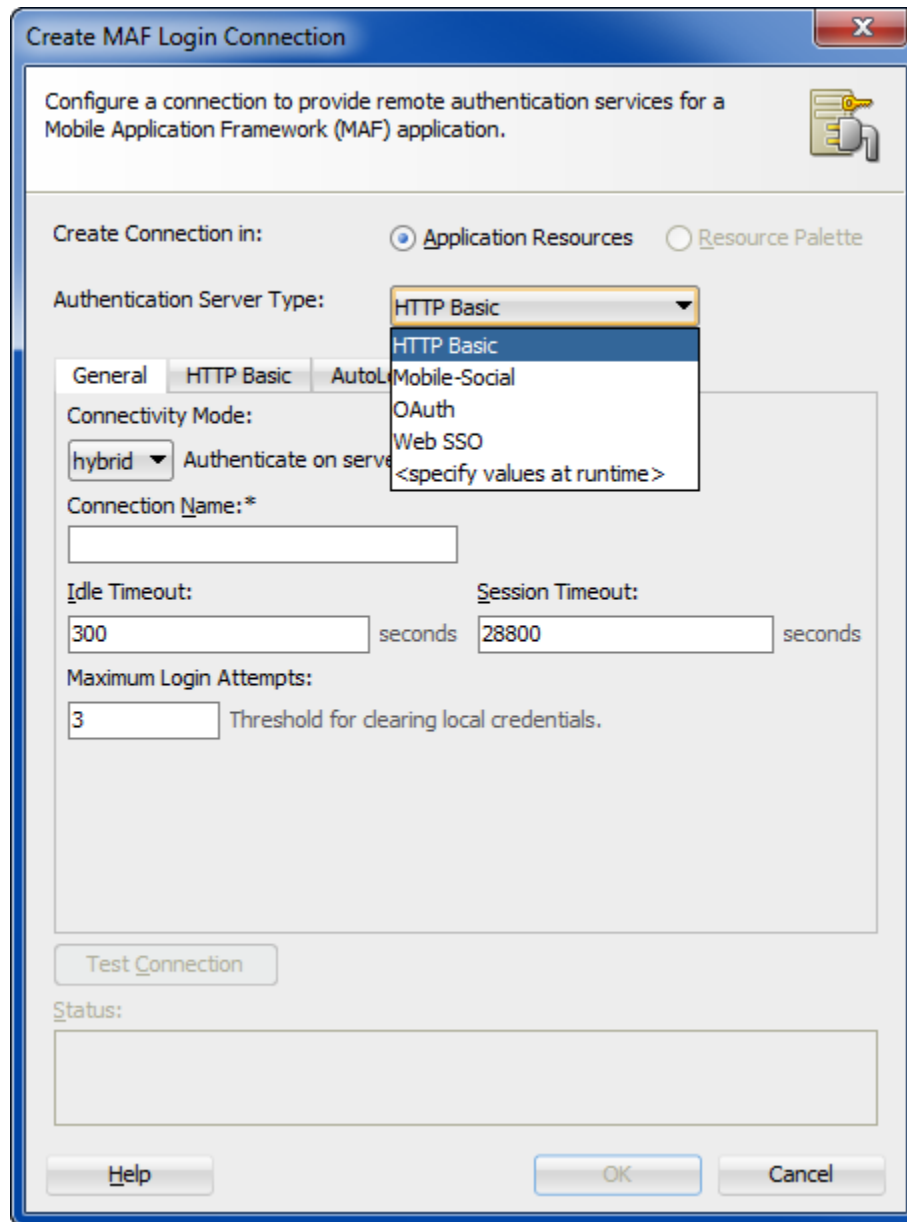 Create MAF Login Connection
Configure a connection to provide remote authentication services for a
Mobile Application Framework (MAF) application.
Create Connection in: Application Resources Resource Palette
Authentication Server Type: HTTP Basic
HTTP Basic
Mobile-Social
OAuth
Web SSO
<specify values at runtime>
General HTTP Basic
Connectivity Mode:
hybrid Authenticate on
Connection Name:*
Idle Timeout: Session Timeout:
300 seconds 28800 seconds
Maximum Login Attempts:
3 Threshold for clearing local credentials.
Test Connection
Status:
Help OK Cancel